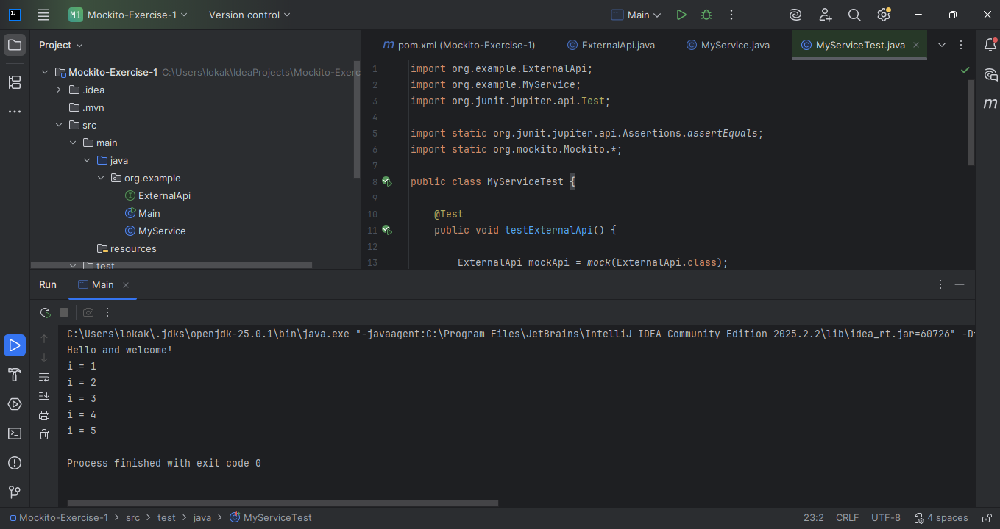 M1 Mockito-Exercise-1 Version control Main
Project
Mockito-Exercise-1 C:\Users\lokak\IdeaProjects\Mockito-Exerc
.idea
.mvn
src
main
java
org.example
ExternalApi
Main
MyService
resources
test
m pom.xml (Mockito-Exercise-1) ExternalApi.java MyService.java MyServiceTest.java
1 import org.example.ExternalApi;
2 import org.example.MyService;
3 import org.junit.jupiter.api.Test;
4
5 import static org.junit.jupiter.api.Assertions.assertEquals;
6 import static org.mockito.Mockito.*;
7
8 public class MyServiceTest {
9
10 @Test
11 public void testExternalApi() {
12
13 ExternalApi mockApi = mock(ExternalApi.class);
m
Run Main
C:\Users\lokak\.jdks\openjdk-25.0.1\bin\java.exe "-javaagent:C:\Program Files\JetBrains\IntelliJ IDEA Community Edition 2025.2.2\lib\idea_rt.jar=60726" -Df
Hello and welcome!
i = 1
i = 2
i = 3
i = 4
i = 5
Process finished with exit code 0
Mockito-Exercise-1 > src > test > java > MyServiceTest 23:2 CRLF UTF-8 4 spaces